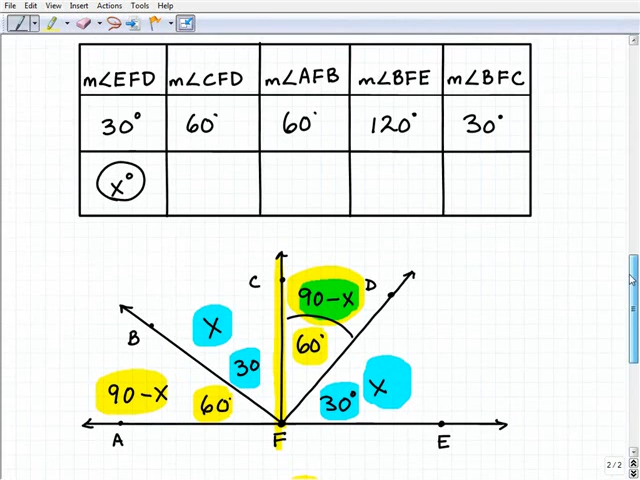 File Edit View Insert Actions Tools Help
m∠EFD m∠CFD m∠AFB m∠BFE m∠BFC
30° 60° 60° 120° 30°
x°
C
90-x
D
B
x
60°
30
90-x
60°
30°
x
A
F
E
2/2